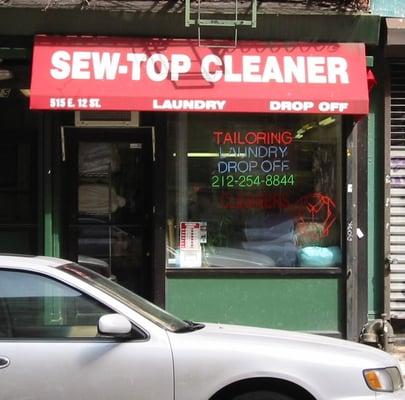 SEW-TOP CLEANER
515 E. 12 ST. LAUNDRY DROP OFF
TAILORING
LAUNDRY
DROP OFF
212-254-8844
CLEANERS